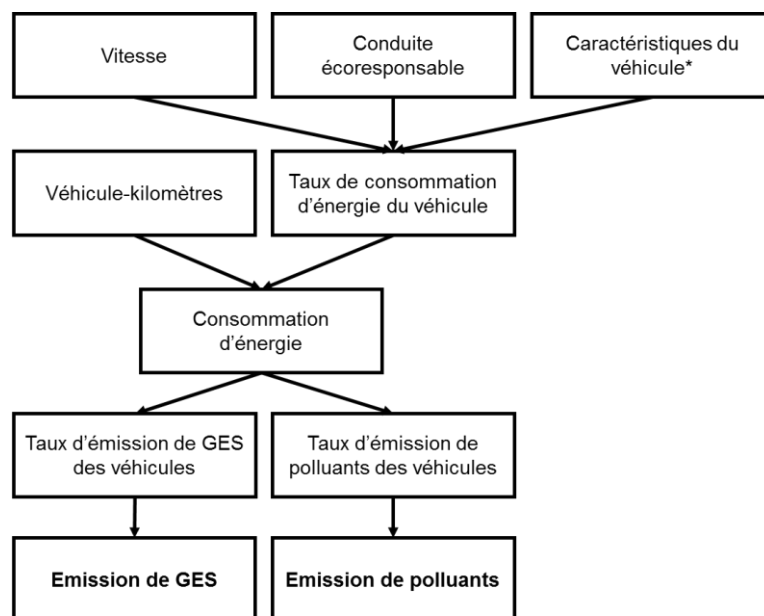 Vitesse
Conduite
écoresponsable
Caractéristiques du
véhicule*
Véhicule-kilomètres
Taux de consommation
d'énergie du véhicule
Consommation
d'énergie
Taux d'émission de GES
des véhicules
Taux d'émission de
polluants des véhicules
Emission de GES
Emission de polluants